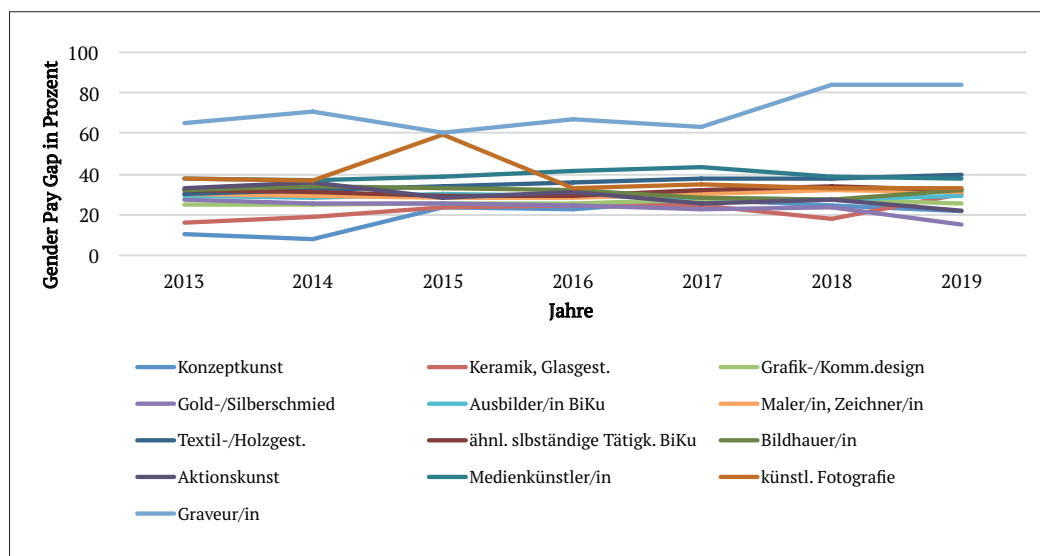 Gender Pay Gap in Prozent
100
80
60
40
20
0
2013 2014 2015 2016 2017 2018 2019
Jahre
Konzeptkunst Keramik, Glasgest. Grafik-/Komm.design
Gold-/Silberschmied Ausbilder/in BiKu Maler/in, Zeichner/in
Textil-/Holzgest. ähnl. slbständige Tätigk. BiKu Bildhauer/in
Aktionskunst Medienkünstler/in künstl. Fotografie
Graveur/in